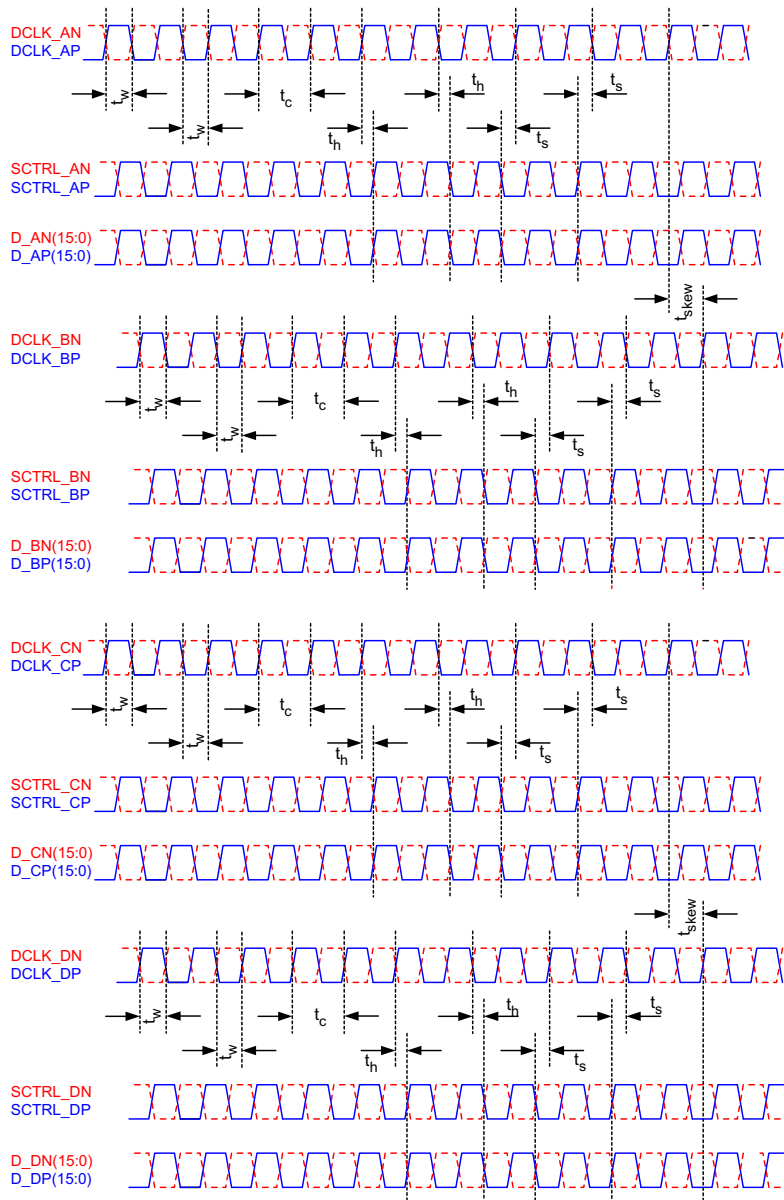 DCLK_AN
DCLK_AP
tw
tw
tc
th
th
ts
ts
SCTRL_AN
SCTRL_AP
D_AN(15:0)
D_AP(15:0)
tskew
DCLK_BN
DCLK_BP
tw
tw
tc
th
th
ts
ts
SCTRL_BN
SCTRL_BP
D_BN(15:0)
D_BP(15:0)
DCLK_CN
DCLK_CP
tw
tw
tc
th
th
ts
ts
SCTRL_CN
SCTRL_CP
D_CN(15:0)
D_CP(15:0)
tskew
DCLK_DN
DCLK_DP
tw
tw
tc
th
th
ts
ts
SCTRL_DN
SCTRL_DP
D_DN(15:0)
D_DP(15:0)